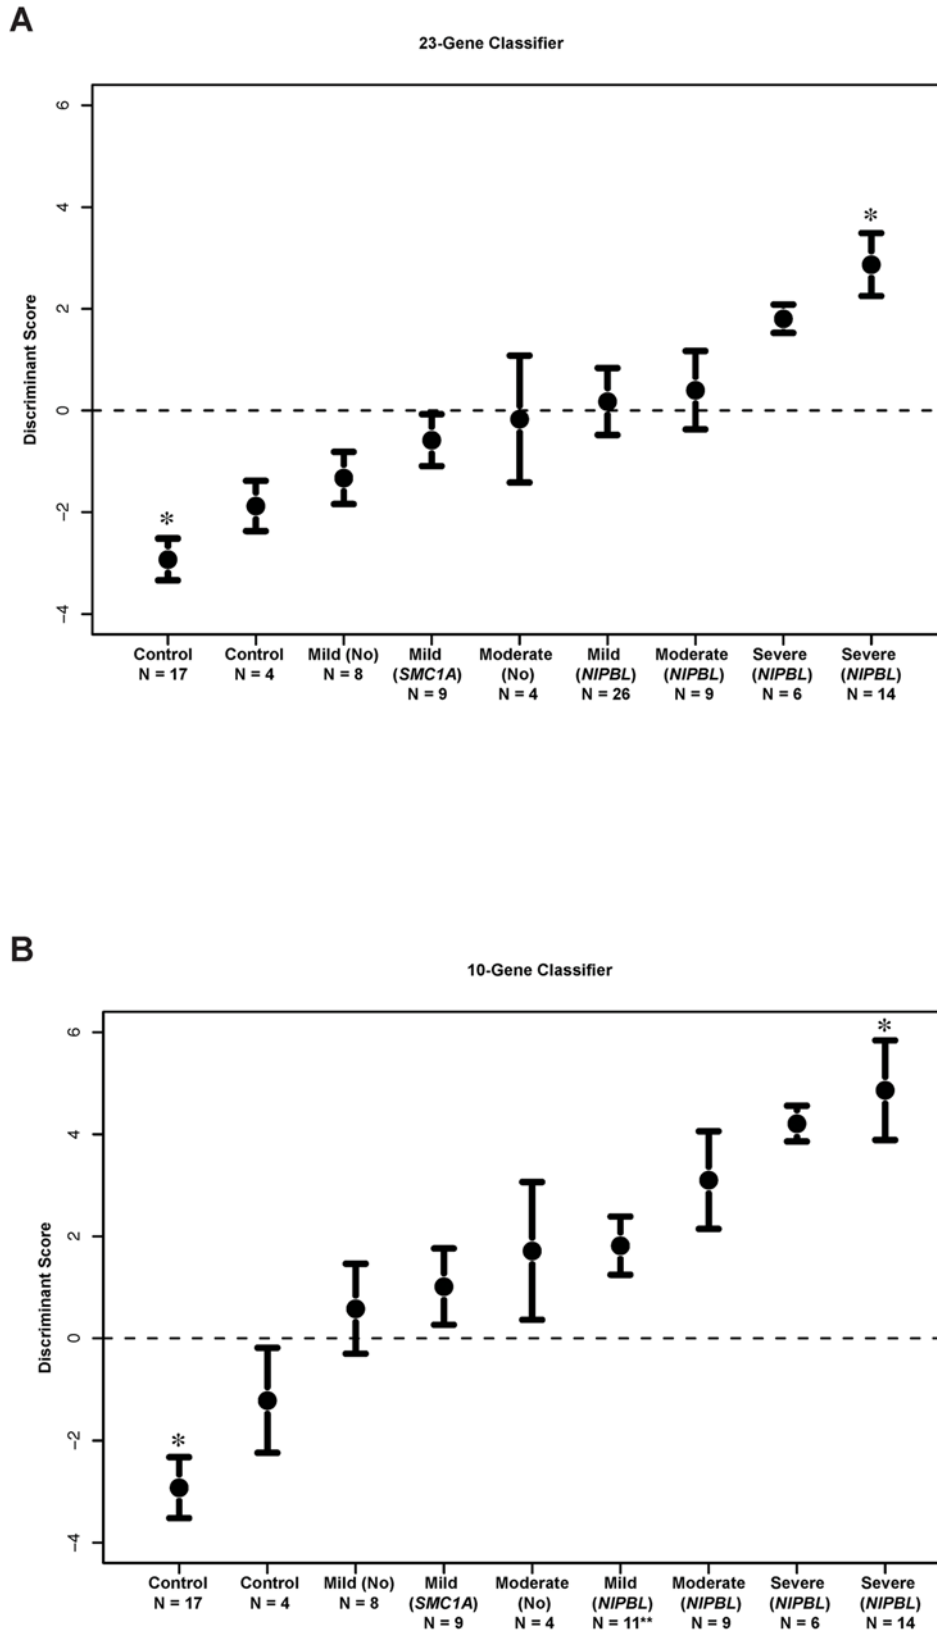 A
23-Gene Classifier
6
4
2
0
−2
−4
Discriminant Score
*
*
Control Control Mild (No) Mild Moderate Mild Moderate Severe Severe
N = 17 N = 4 N = 8 (SMC1A) (No) (NIPBL) (NIPBL) (NIPBL) (NIPBL)
N = 9 N = 4 N = 26 N = 9 N = 6 N = 14
B
10-Gene Classifier
6
4
2
0
−2
−4
Discriminant Score
*
*
Control Control Mild (No) Mild Moderate Mild Moderate Severe Severe
N = 17 N = 4 N = 8 (SMC1A) (No) (NIPBL) (NIPBL) (NIPBL) (NIPBL)
N = 9 N = 4 N = 11** N = 9 N = 6 N = 14